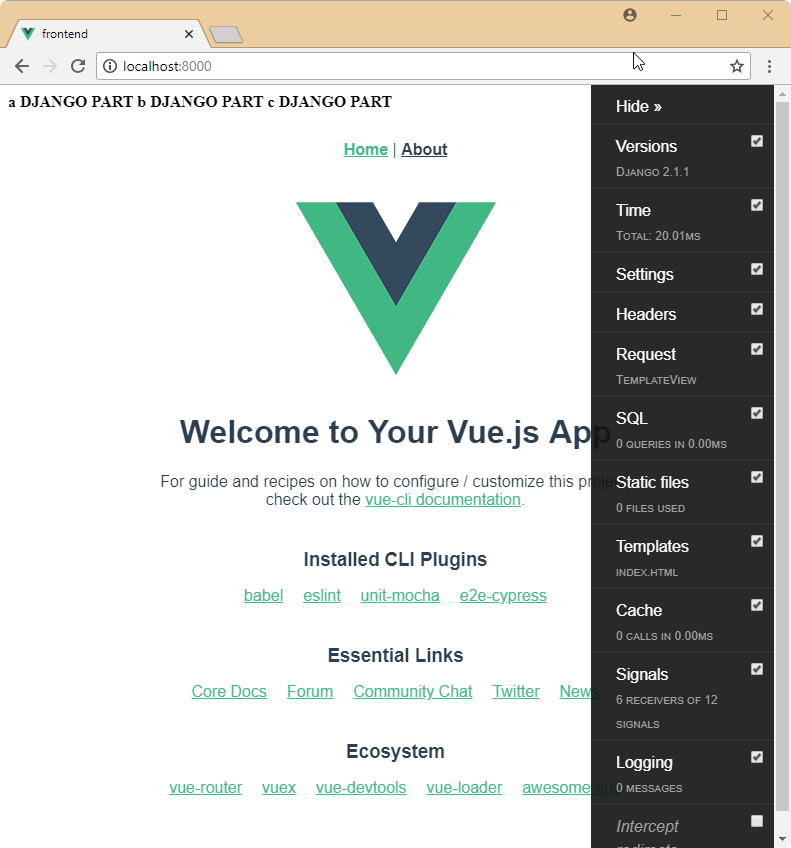 frontend
localhost:8000
a DJANGO PART b DJANGO PART c DJANGO PART
Home | About
Welcome to Your Vue.js App
For guide and recipes on how to configure / customize this project,
check out the vue-cli documentation.
Installed CLI Plugins
babel eslint unit-mocha e2e-cypress
Essential Links
Core Docs Forum Community Chat Twitter News
Ecosystem
vue-router vuex vue-devtools vue-loader awesome-vue
Hide »
Versions
Django 2.1.1
Time
Total: 20.01ms
Settings
Headers
Request
TemplateView
SQL
0 queries in 0.00ms
Static files
0 files used
Templates
index.html
Cache
0 calls in 0.00ms
Signals
6 receivers of 12
signals
Logging
0 messages
Intercept